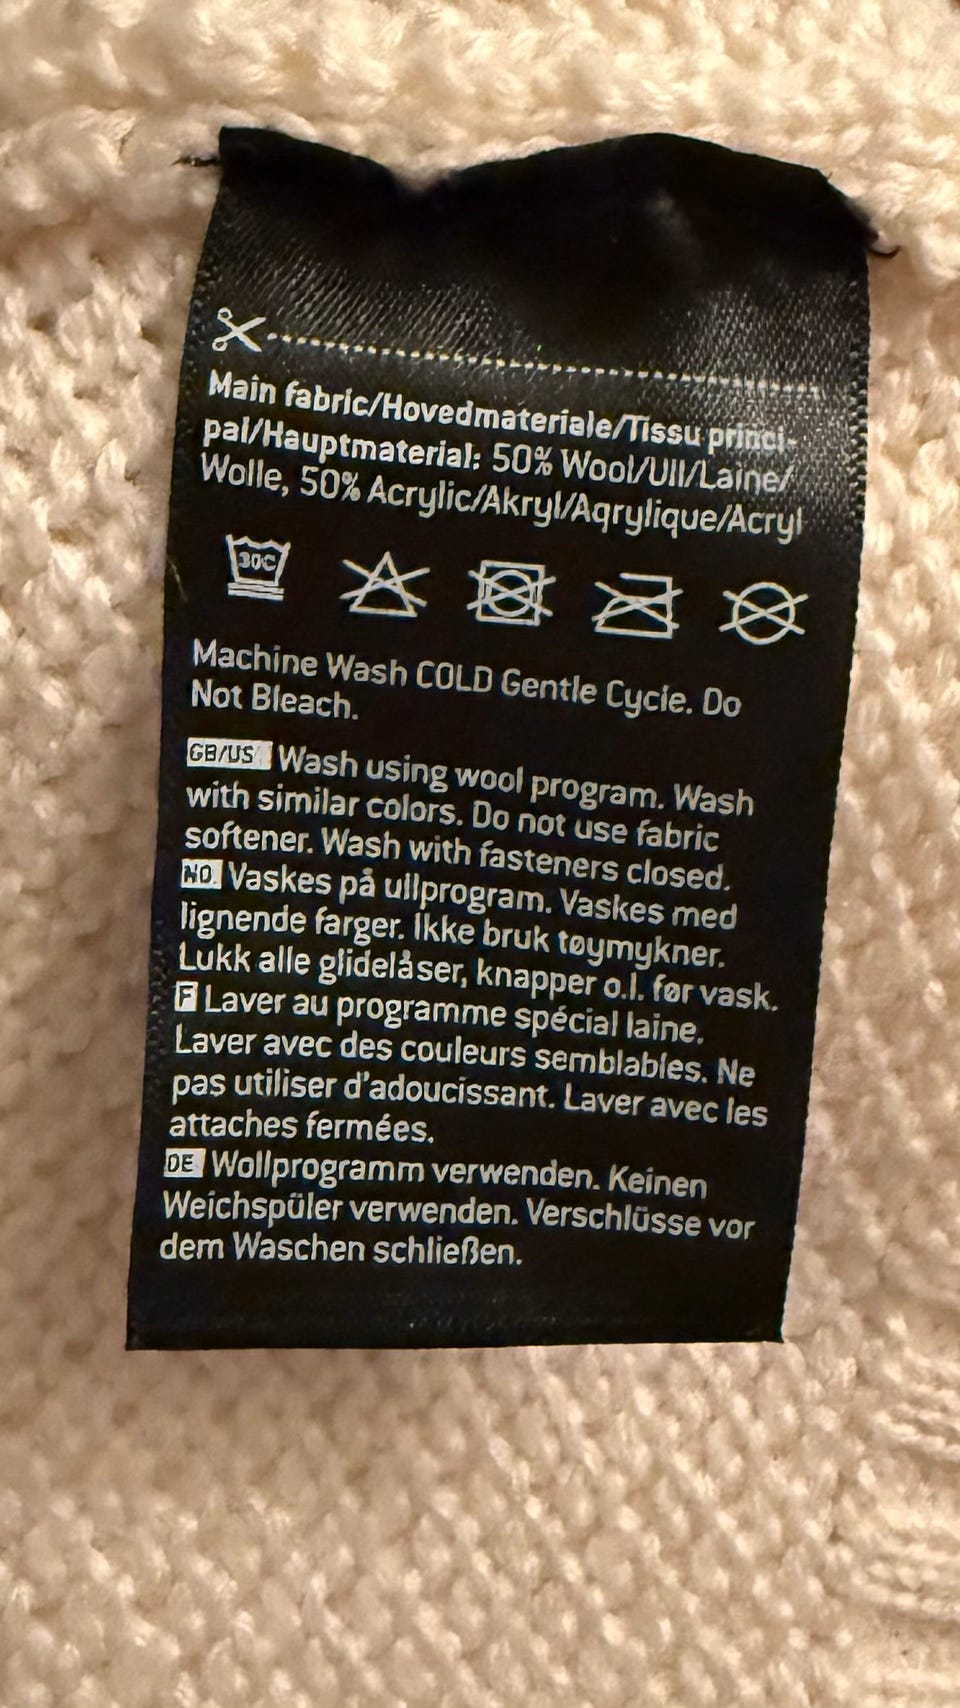 Main fabric/Hovedmateriale/Tissu princi-
pal/Hauptmaterial: 50% Wool/Ull/Laine/
Wolle, 50% Acrylic/Akryl/Aqrylique/Acryl
30C
Machine Wash COLD Gentle Cycle. Do
Not Bleach.
GB/US Wash using wool program. Wash
with similar colors. Do not use fabric
softener. Wash with fasteners closed.
NO. Vaskes på ullprogram. Vaskes med
lignende farger. Ikke bruk tøymykner.
Lukk alle glidelåser, knapper o.l. før vask.
F Laver au programme spécial laine.
Laver avec des couleurs semblables. Ne
pas utiliser d'adoucissant. Laver avec les
attaches fermées.
DE Wollprogramm verwenden. Keinen
Weichspüler verwenden. Verschlüsse vor
dem Waschen schließen.